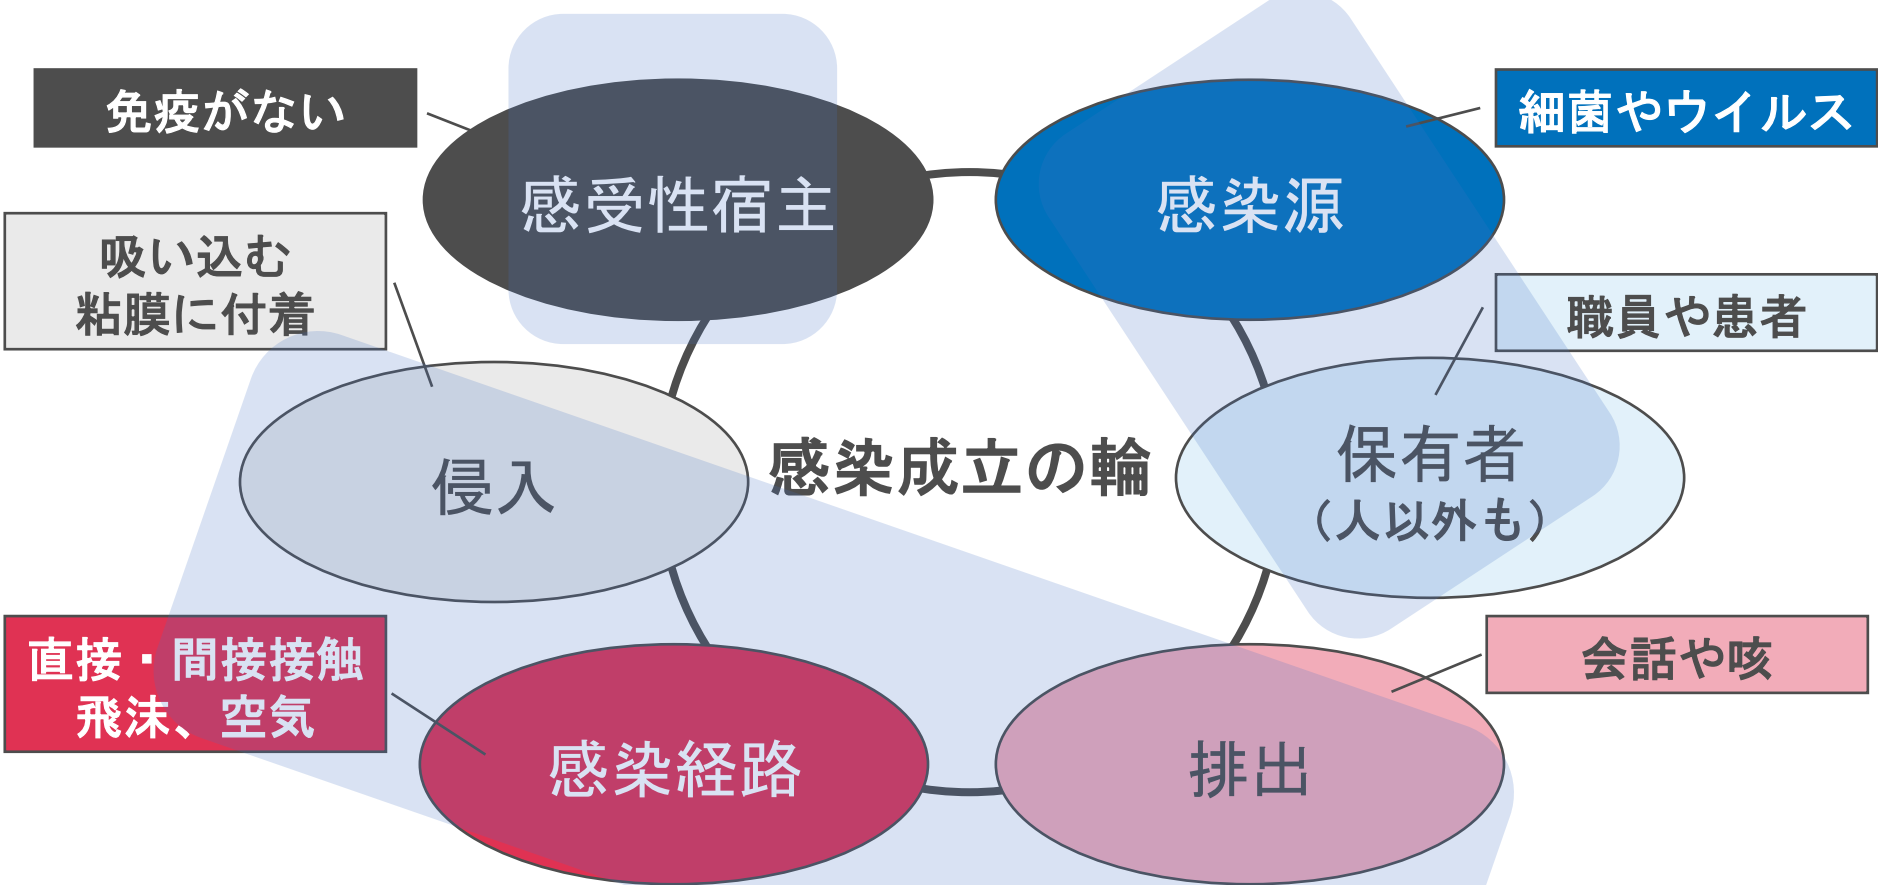 免疫がない
感受性宿主
感染源
細菌やウイルス
吸い込む
粘膜に付着
職員や患者
侵入
感染成立の輪
保有者
（人以外も）
直接・間接接触
飛沫、空気
感染経路
排出
会話や咳